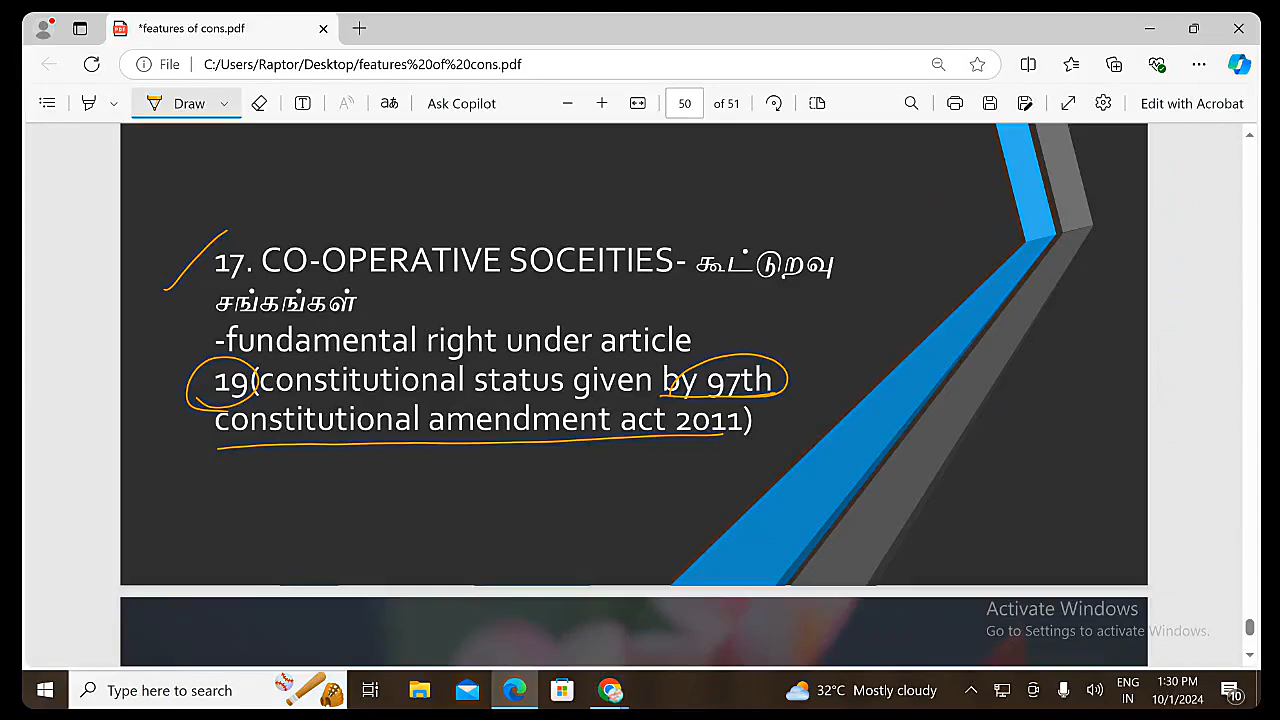 *features of cons.pdf
File C:/Users/Raptor/Desktop/features%20of%20cons.pdf
Draw Ask Copilot 50 of 51 Edit with Acrobat
17. CO-OPERATIVE SOCEITIES- கூட்டுறவு
சங்கங்கள்
-fundamental right under article
19(constitutional status given by 97th
constitutional amendment act 2011)
Activate Windows
Go to Settings to activate Windows.
Type here to search 32°C Mostly cloudy ENG IN 1:30 PM 10/1/2024 10